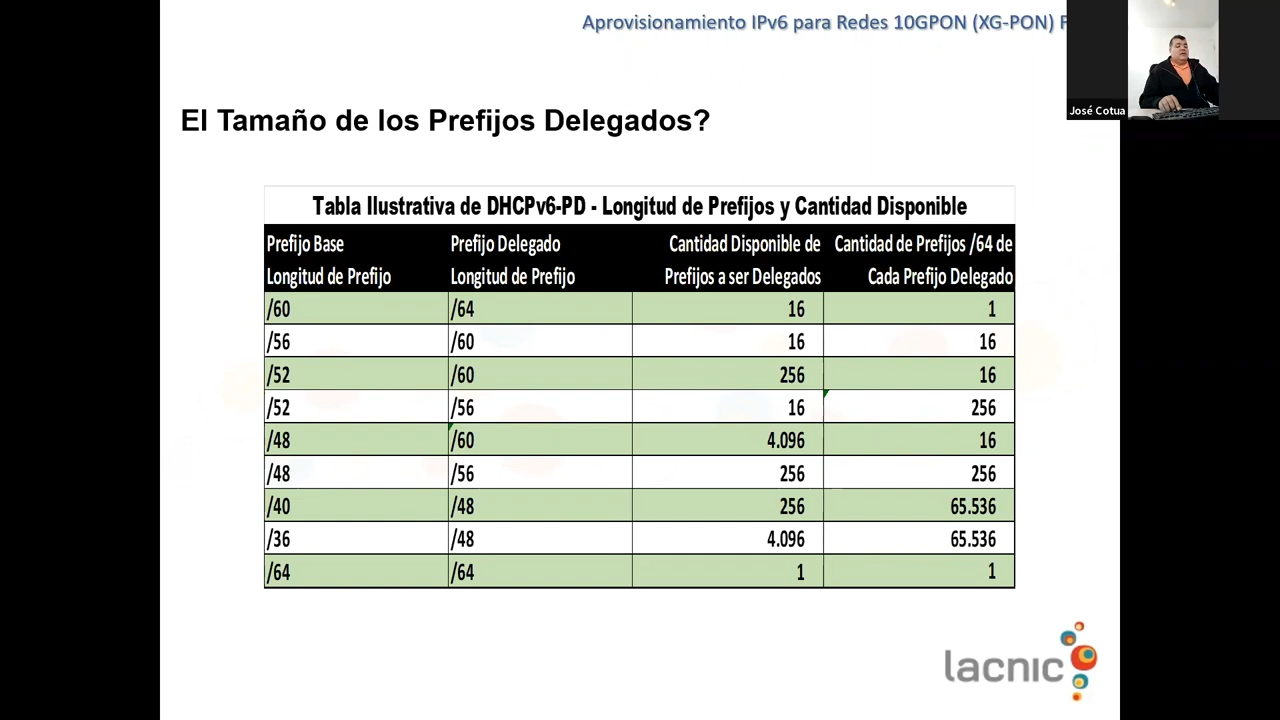 Aprovisionamiento IPv6 para Redes 10GPON (XG-PON)
José Cotua
El Tamaño de los Prefijos Delegados?
Tabla Ilustrativa de DHCPv6-PD - Longitud de Prefijos y Cantidad Disponible
Prefijo Base Longitud de Prefijo | Prefijo Delegado Longitud de Prefijo | Cantidad Disponible de Prefijos a ser Delegados | Cantidad de Prefijos /64 de Cada Prefijo Delegado
/60 /64 16 1
/56 /60 16 16
/52 /60 256 16
/52 /56 16 256
/48 /60 4.096 16
/48 /56 256 256
/40 /48 256 65.536
/36 /48 4.096 65.536
/64 /64 1 1
lacnic